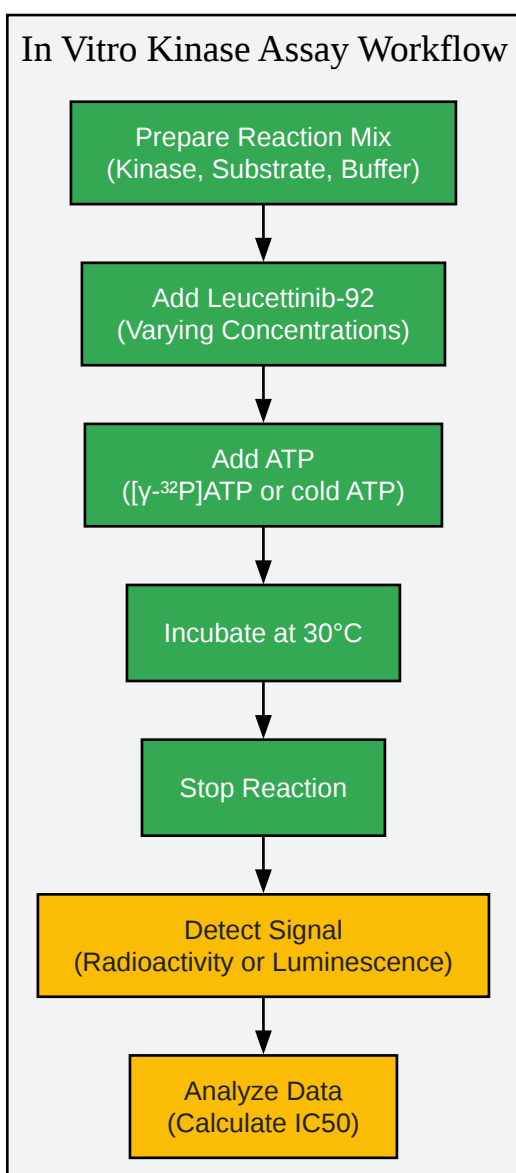 In Vitro Kinase Assay Workflow
Prepare Reaction Mix
(Kinase, Substrate, Buffer)
Add Leucettinib-92
(Varying Concentrations)
Add ATP
([γ-³²P]ATP or cold ATP)
Incubate at 30°C
Stop Reaction
Detect Signal
(Radioactivity or Luminescence)
Analyze Data
(Calculate IC50)